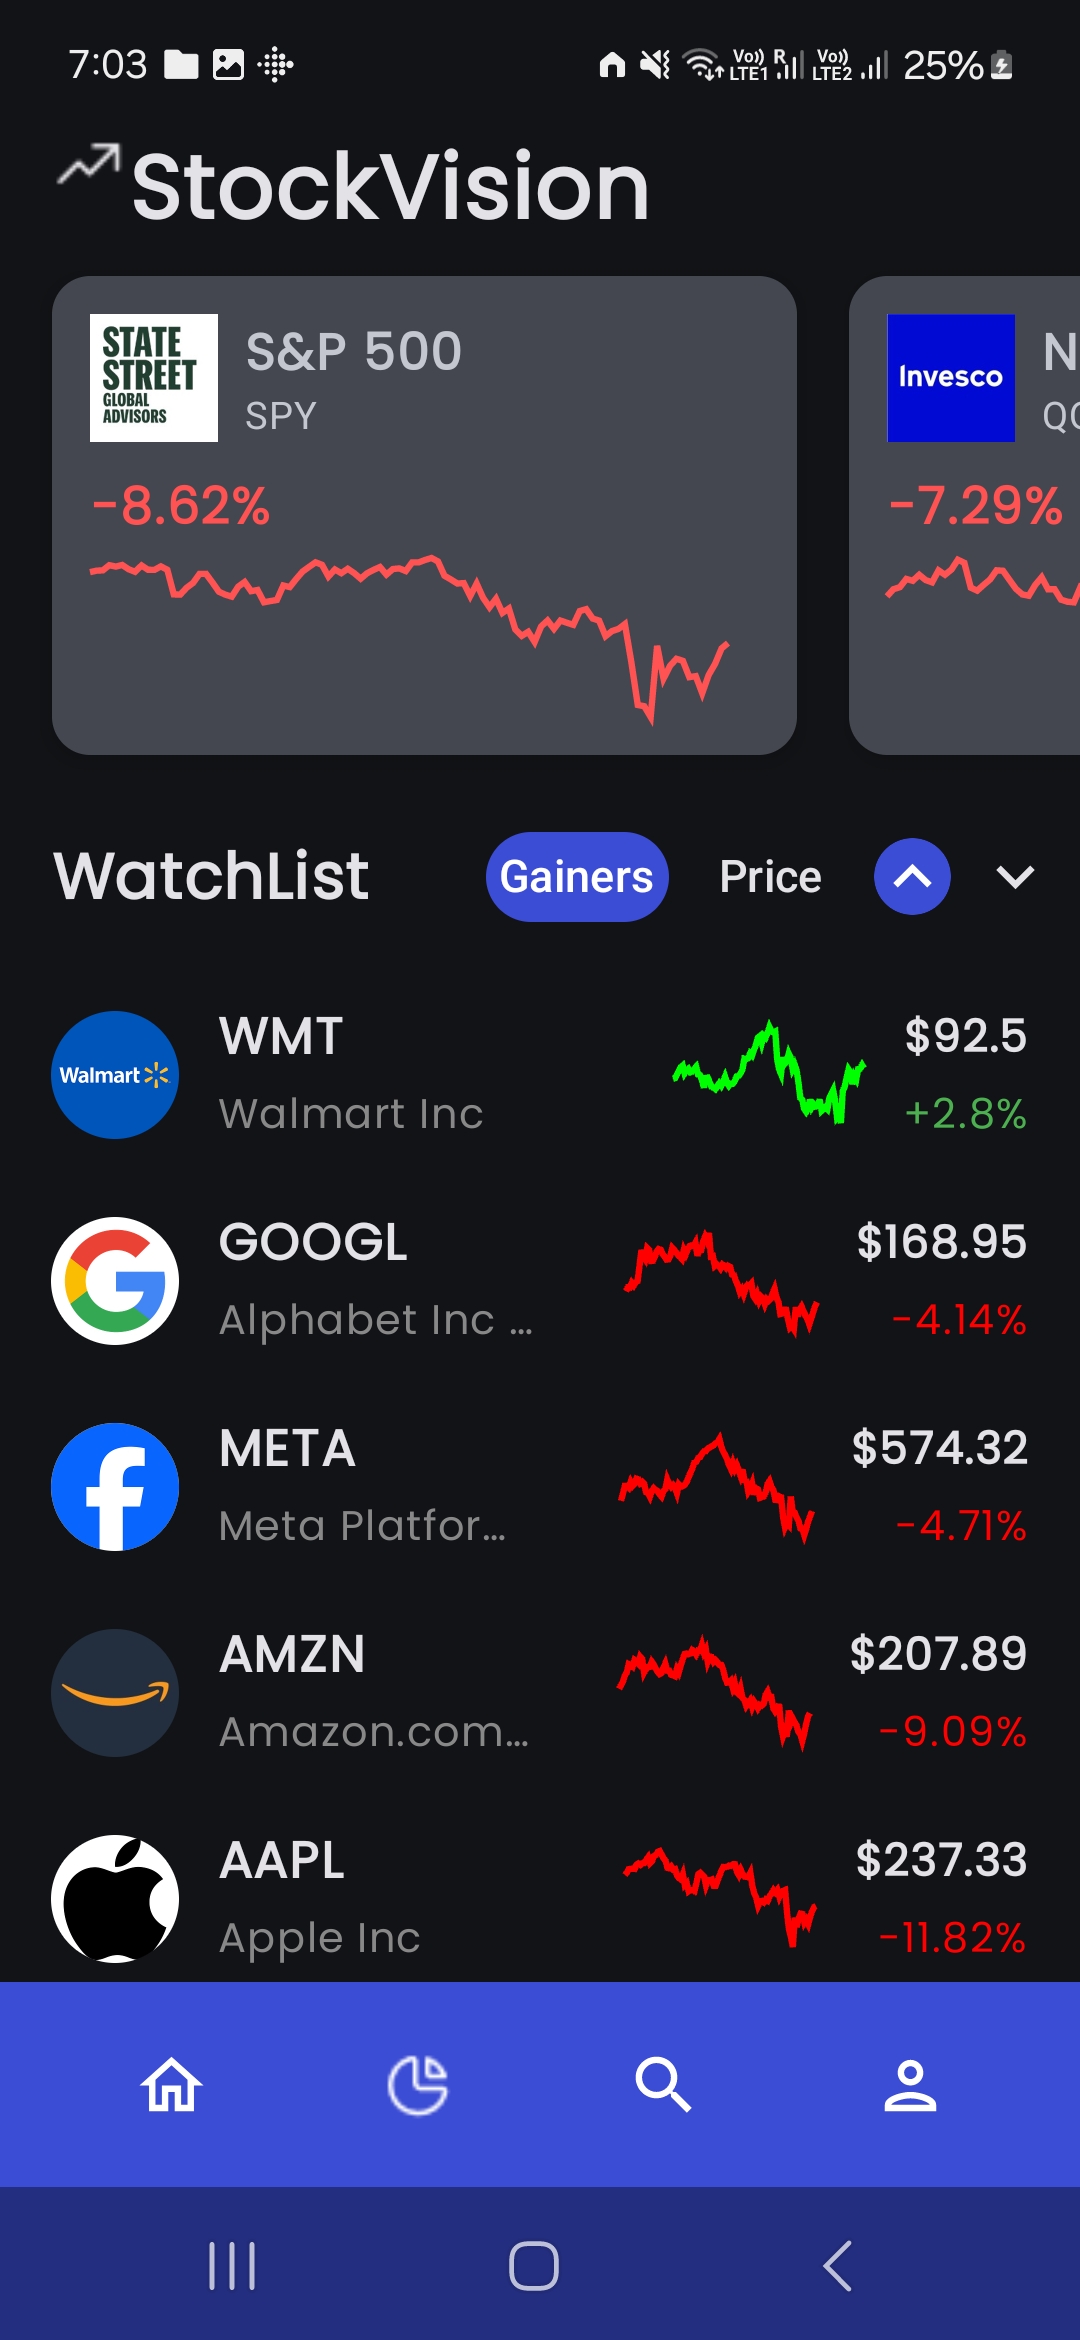 7:03 Vo)) LTE1 R Vo)) LTE2 25%
StockVision
STATE STREET GLOBAL ADVISORS
S&P 500
SPY
-8.62%
Invesco
N
-7.29%
WatchList Gainers Price
Walmart
WMT $92.5
Walmart Inc +2.8%
GOOGL $168.95
Alphabet Inc ... -4.14%
META $574.32
Meta Platfor... -4.71%
AMZN $207.89
Amazon.com... -9.09%
AAPL $237.33
Apple Inc -11.82%